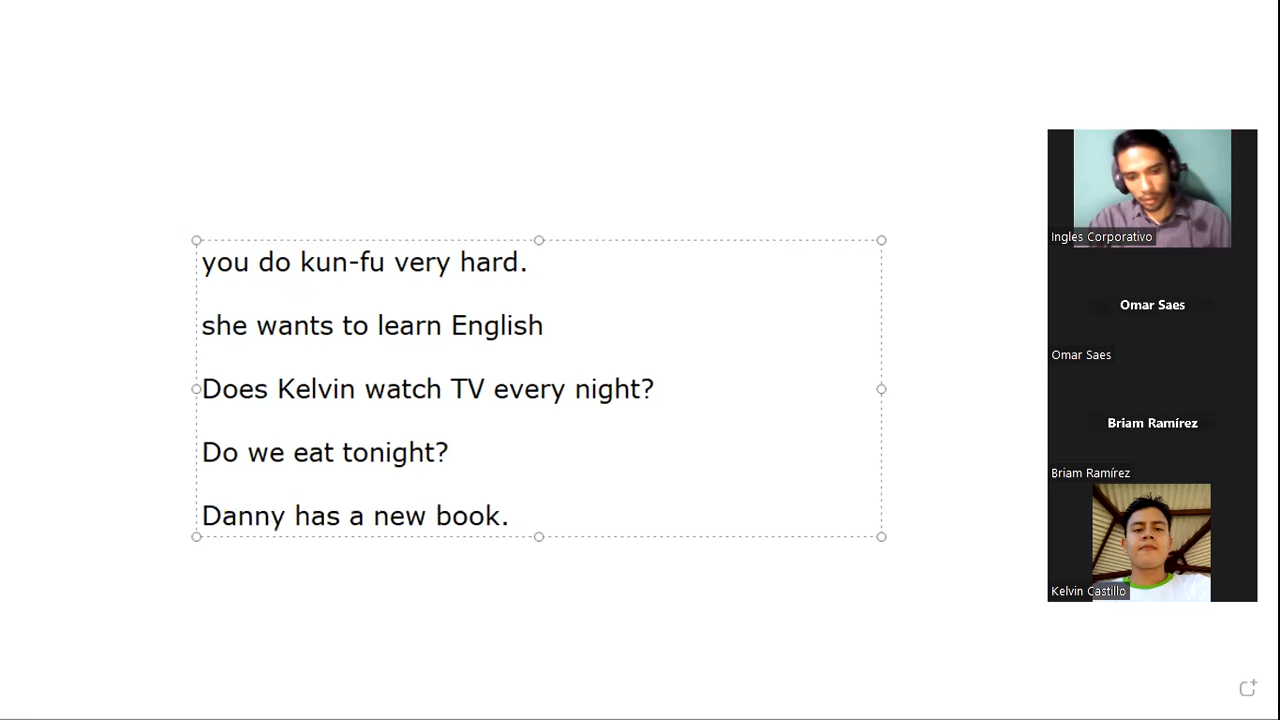 you do kun-fu very hard.
she wants to learn English
Does Kelvin watch TV every night?
Do we eat tonight?
Danny has a new book.
Ingles Corporativo
Omar Saes
Omar Saes
Briam Ramírez
Briam Ramírez
Kelvin Castillo